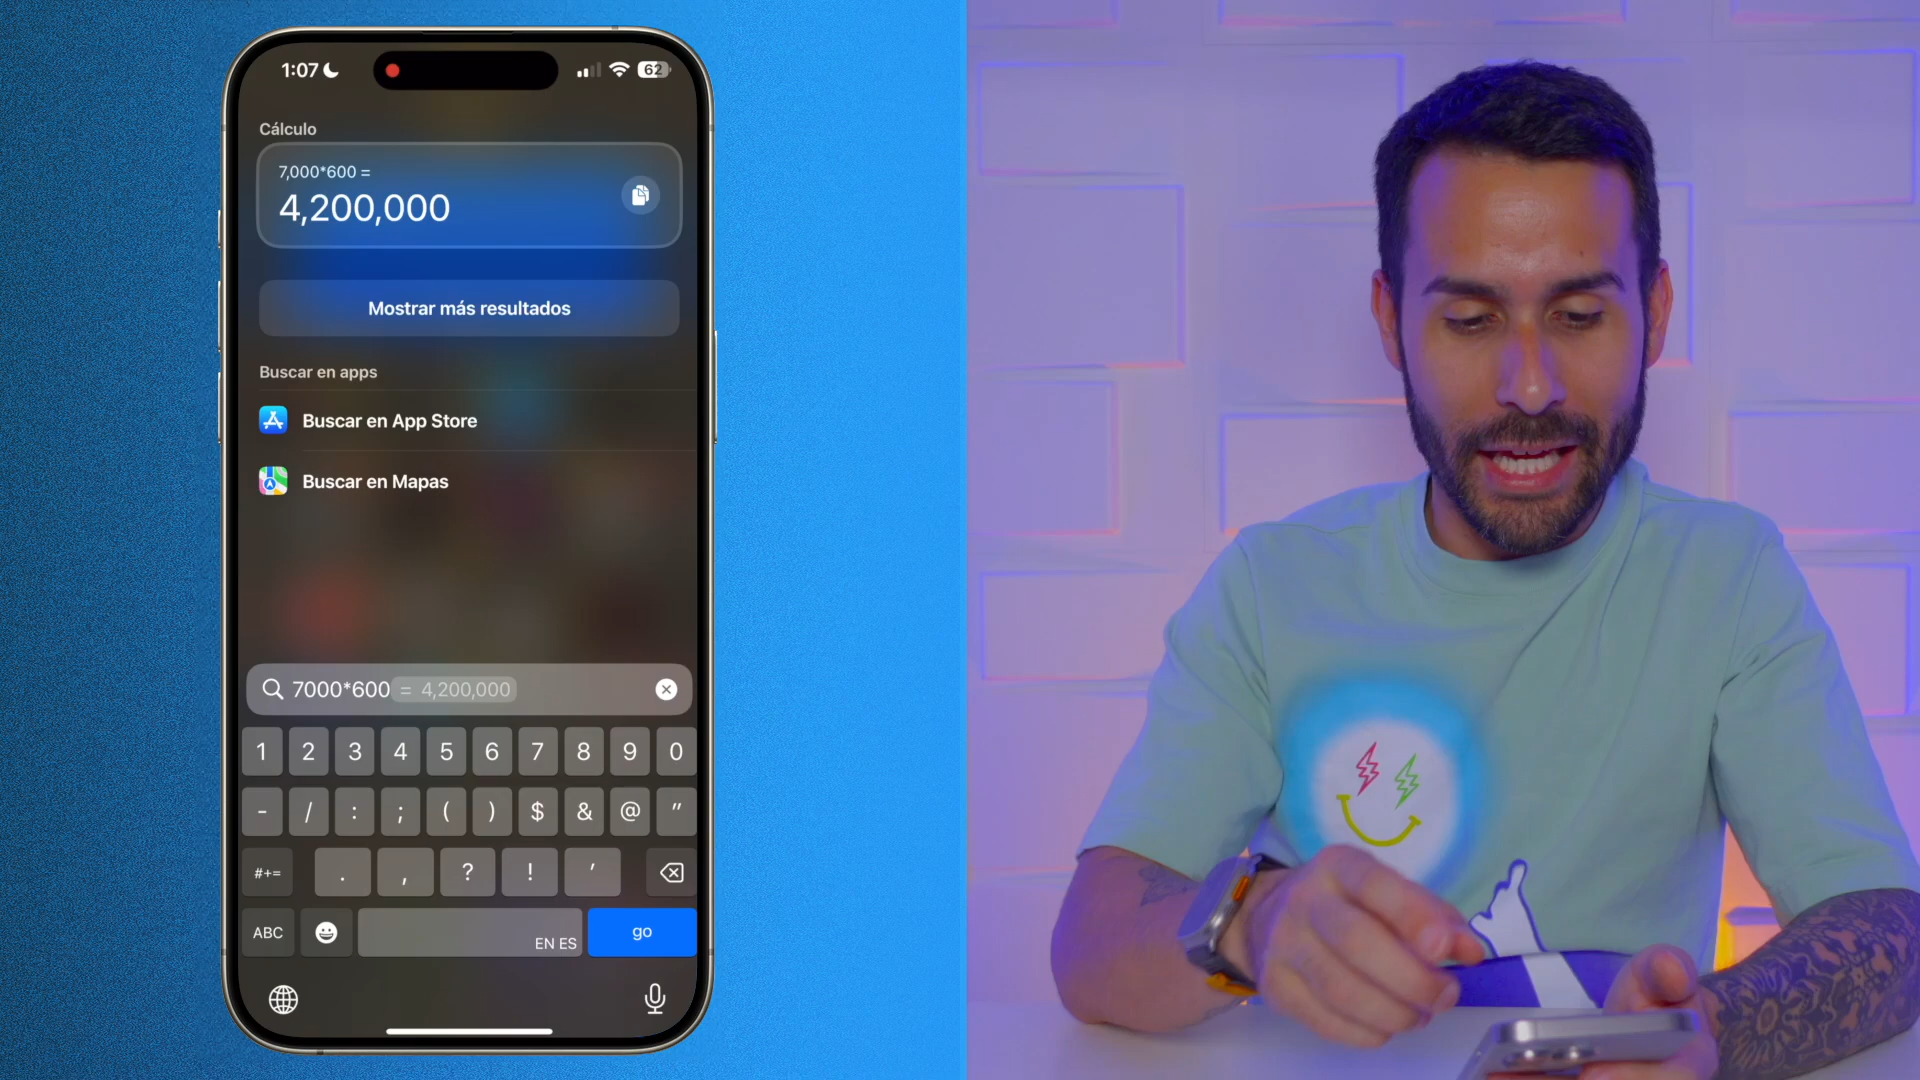 1:07
62
Cálculo
7,000*600 =
4,200,000
Mostrar más resultados
Buscar en apps
Buscar en App Store
Buscar en Mapas
7000*600 = 4,200,000
1 2 3 4 5 6 7 8 9 0
- / : ; ( ) $ & @ "
#+= . , ? ! '
ABC EN ES go